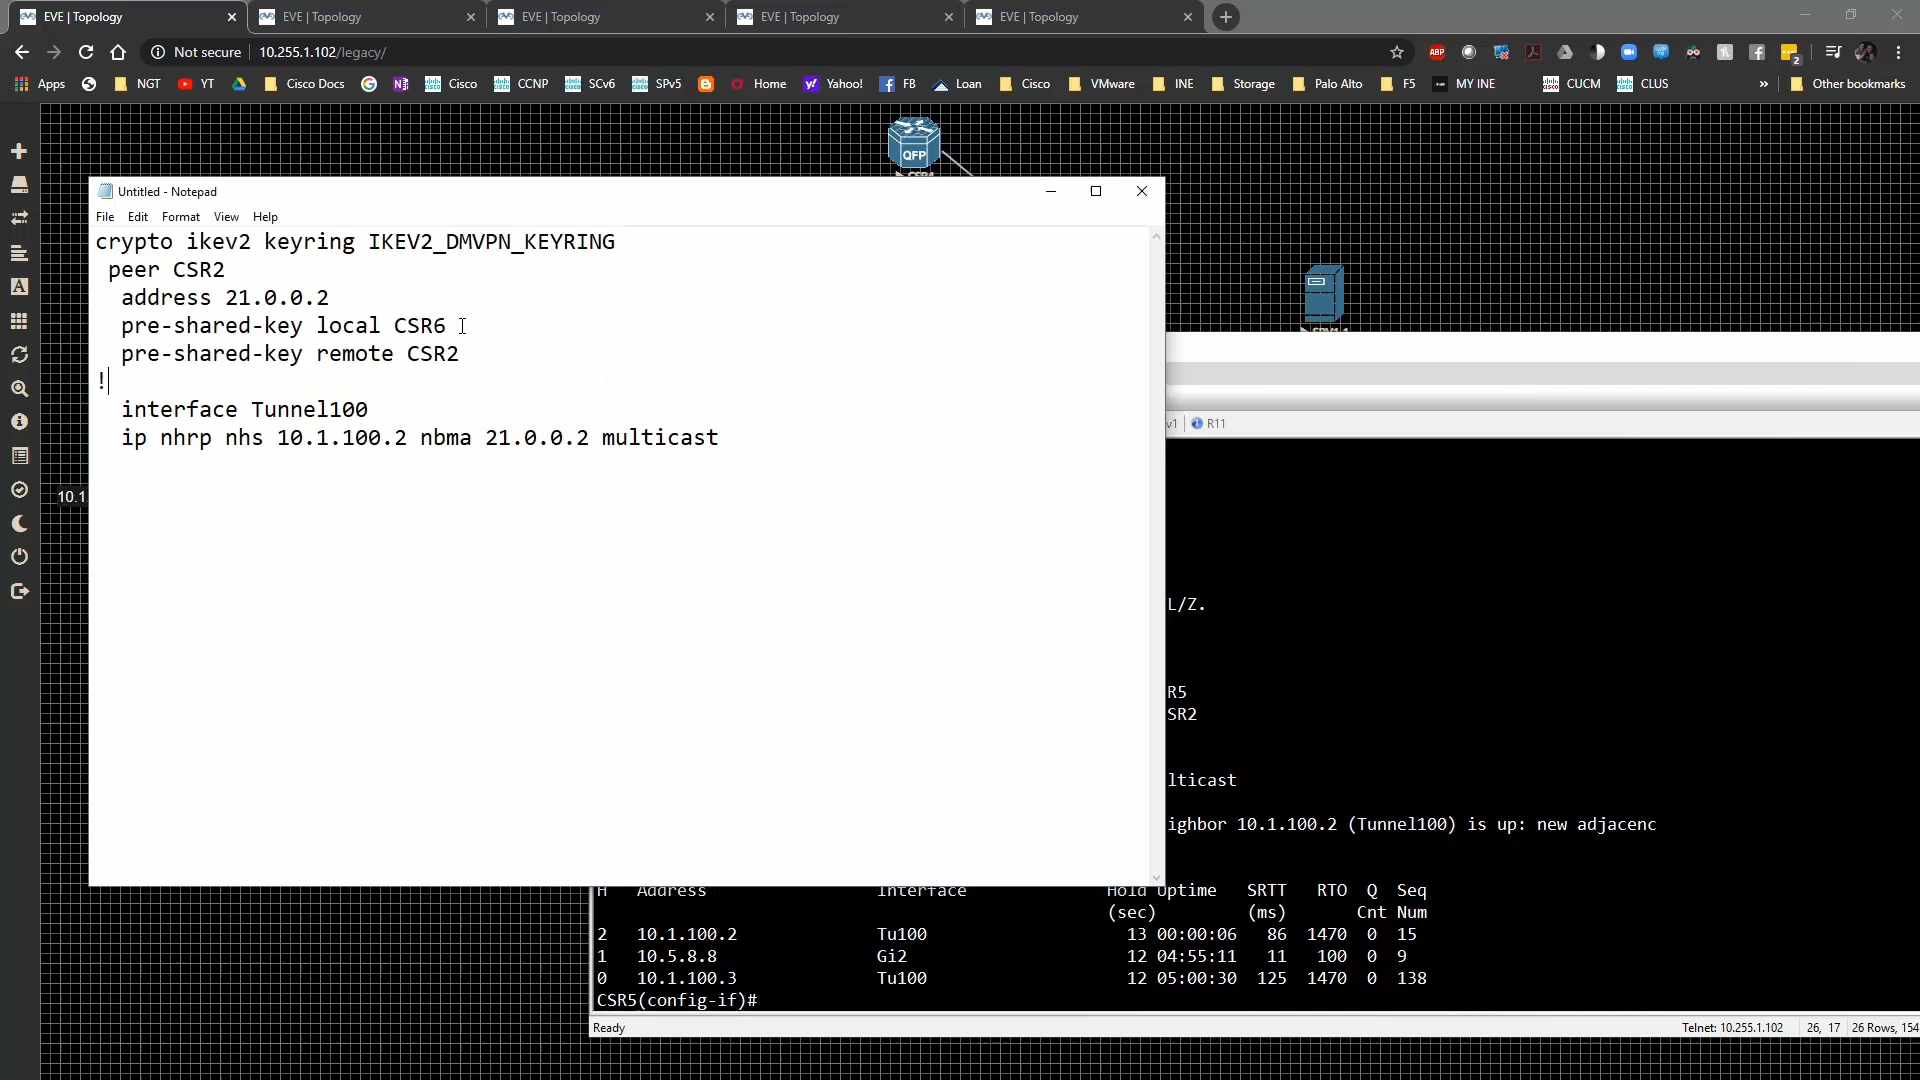 EVE | Topology
EVE | Topology
EVE | Topology
EVE | Topology
EVE | Topology
Not secure
10.255.1.102/legacy/
ABP
2
Apps
NGT
YT
Cisco Docs
Cisco
CCNP
SCv6
SPv5
Home
Yahoo!
FB
Loan
Cisco
VMware
INE
Storage
Palo Alto
F5
MY INE
CUCM
CLUS
»
Other bookmarks
QFP
Untitled - Notepad
File
Edit
Format
View
Help
crypto ikev2 keyring IKEV2_DMVPN_KEYRING
peer CSR2
address 21.0.0.2
pre-shared-key local CSR6
pre-shared-key remote CSR2
!
interface Tunnel100
ip nhrp nhs 10.1.100.2 nbma 21.0.0.2 multicast
10.1.
v1
R11
L/Z.
R5
SR2
lticast
ighbor 10.1.100.2 (Tunnel100) is up: new adjacenc
H Address Interface Hold Uptime SRTT RTO Q Seq
(sec) (ms) Cnt Num
2 10.1.100.2 Tu100 13 00:00:06 86 1470 0 15
1 10.5.8.8 Gi2 12 04:55:11 11 100 0 9
0 10.1.100.3 Tu100 12 05:00:30 125 1470 0 138
CSR5(config-if)#
Ready
Telnet: 10.255.1.102
26, 17
26 Rows, 154